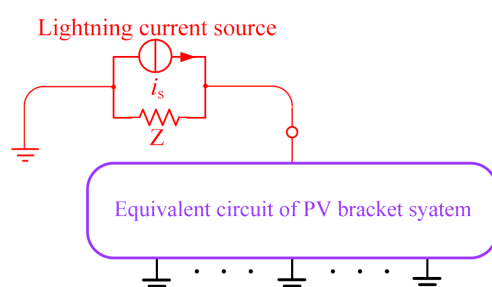 Lightning current source
is
Z
Equivalent circuit of PV bracket syatem